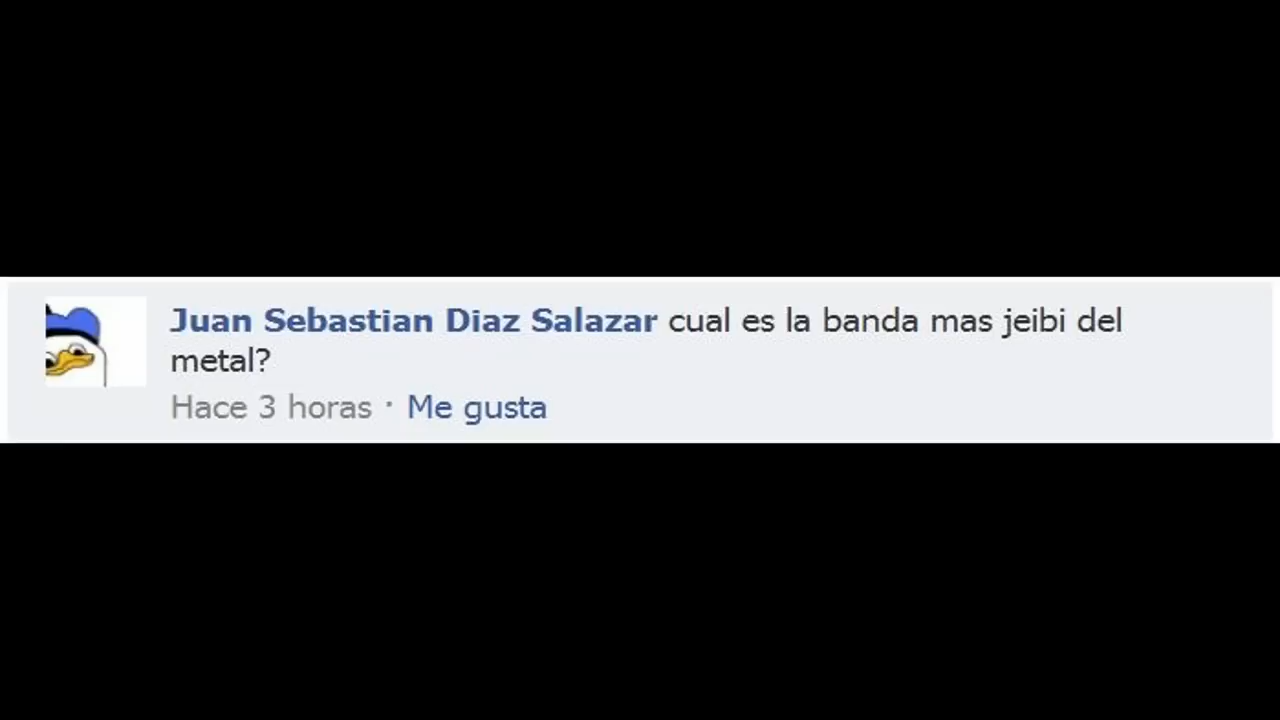 Juan Sebastian Diaz Salazar cual es la banda mas jeibi del
metal?
Hace 3 horas · Me gusta